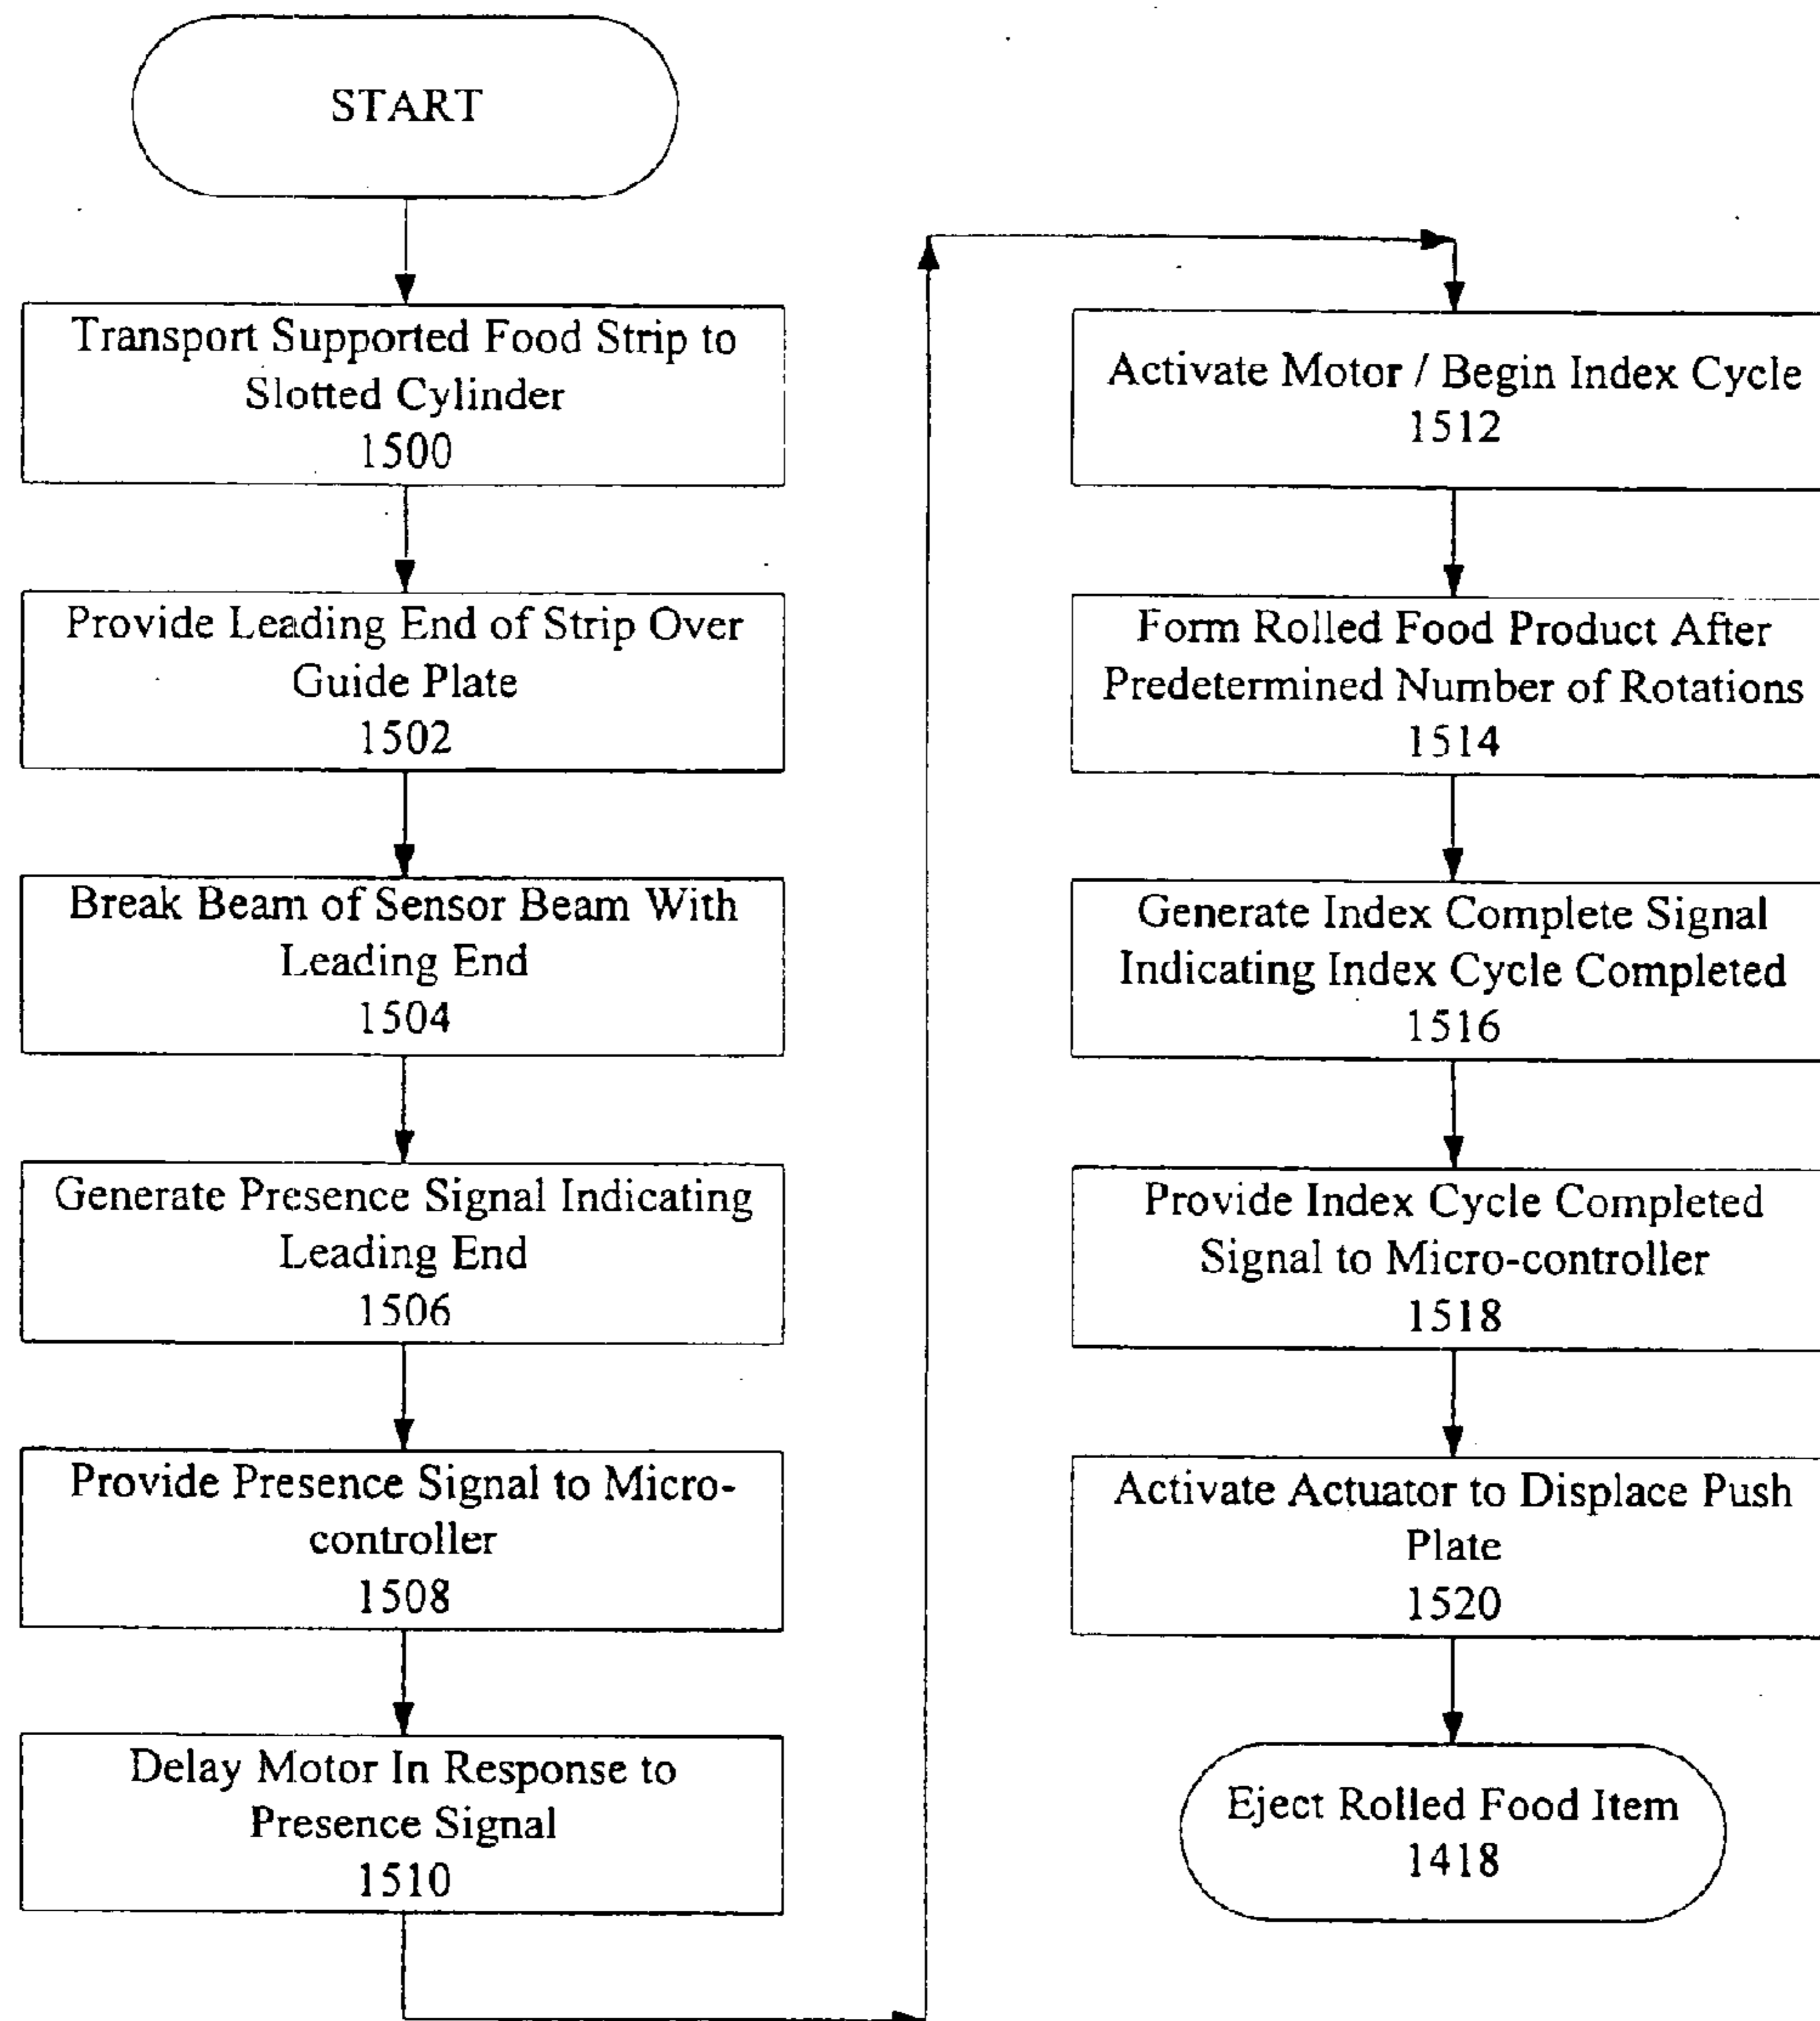 START
Transport Supported Food Strip to
Slotted Cylinder
1500
Provide Leading End of Strip Over
Guide Plate
1502
Break Beam of Sensor Beam With
Leading End
1504
Generate Presence Signal Indicating
Leading End
1506
Provide Presence Signal to Micro-
controller
1508
Delay Motor In Response to
Presence Signal
1510
Activate Motor / Begin Index Cycle
1512
Form Rolled Food Product After
Predetermined Number of Rotations
1514
Generate Index Complete Signal
Indicating Index Cycle Completed
1516
Provide Index Cycle Completed
Signal to Micro-controller
1518
Activate Actuator to Displace Push
Plate
1520
Eject Rolled Food Item
1418